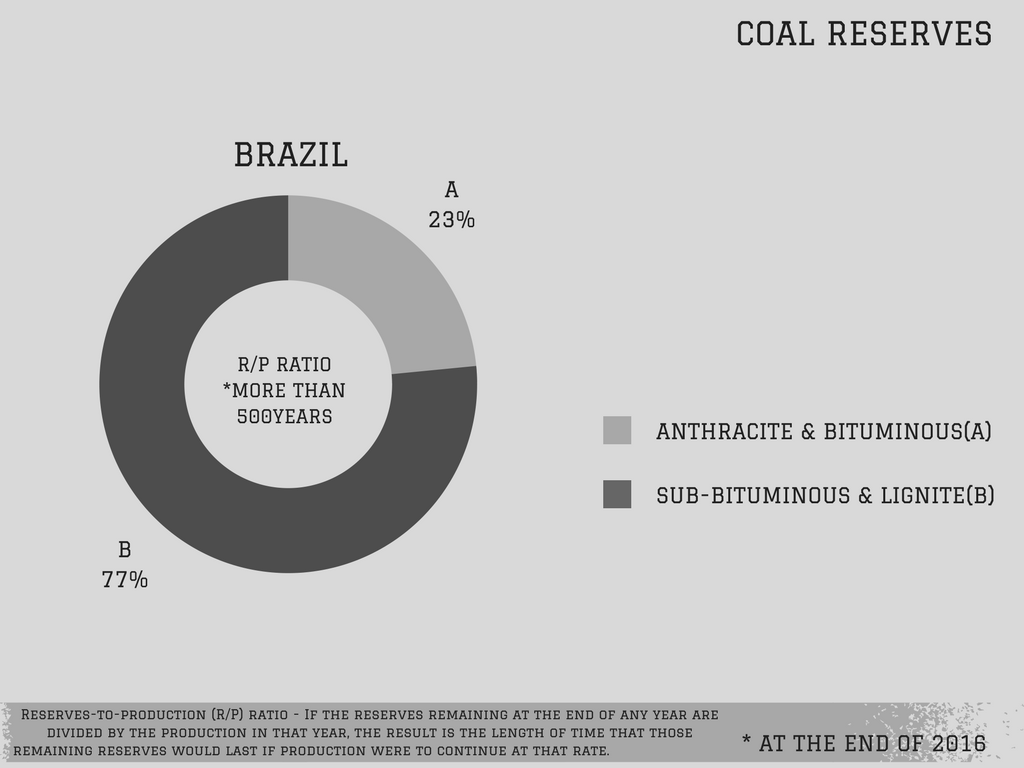 COAL RESERVES
BRAZIL
A
23%
R/P RATIO
*MORE THAN
500YEARS
ANTHRACITE & BITUMINOUS(A)
SUB-BITUMINOUS & LIGNITE(B)
B
77%
RESERVES-TO-PRODUCTION (R/P) RATIO - IF THE RESERVES REMAINING AT THE END OF ANY YEAR ARE
DIVIDED BY THE PRODUCTION IN THAT YEAR, THE RESULT IS THE LENGTH OF TIME THAT THOSE
REMAINING RESERVES WOULD LAST IF PRODUCTION WERE TO CONTINUE AT THAT RATE.
* AT THE END OF 2016